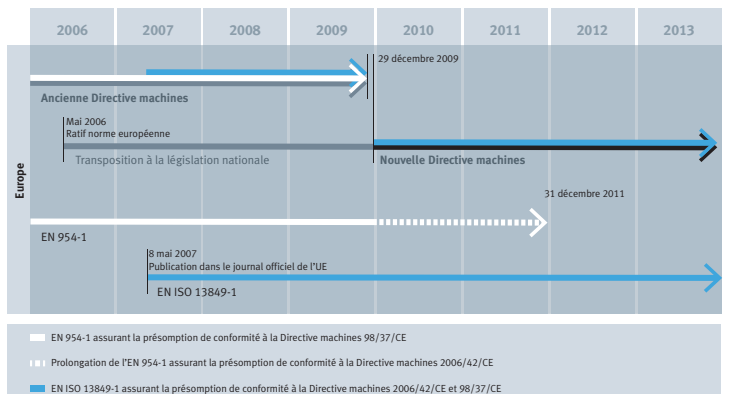 2006 2007 2008 2009 2010 2011 2012 2013
Europe
29 décembre 2009
Ancienne Directive machines
Mai 2006
Ratif norme européenne
Transposition à la législation nationale
Nouvelle Directive machines
31 décembre 2011
EN 954-1
8 mai 2007
Publication dans le journal officiel de l'UE
EN ISO 13849-1
EN 954-1 assurant la présomption de conformité à la Directive machines 98/37/CE
Prolongation de l'EN 954-1 assurant la présomption de conformité à la Directive machines 2006/42/CE
EN ISO 13849-1 assurant la présomption de conformité à la Directive machines 2006/42/CE et 98/37/CE